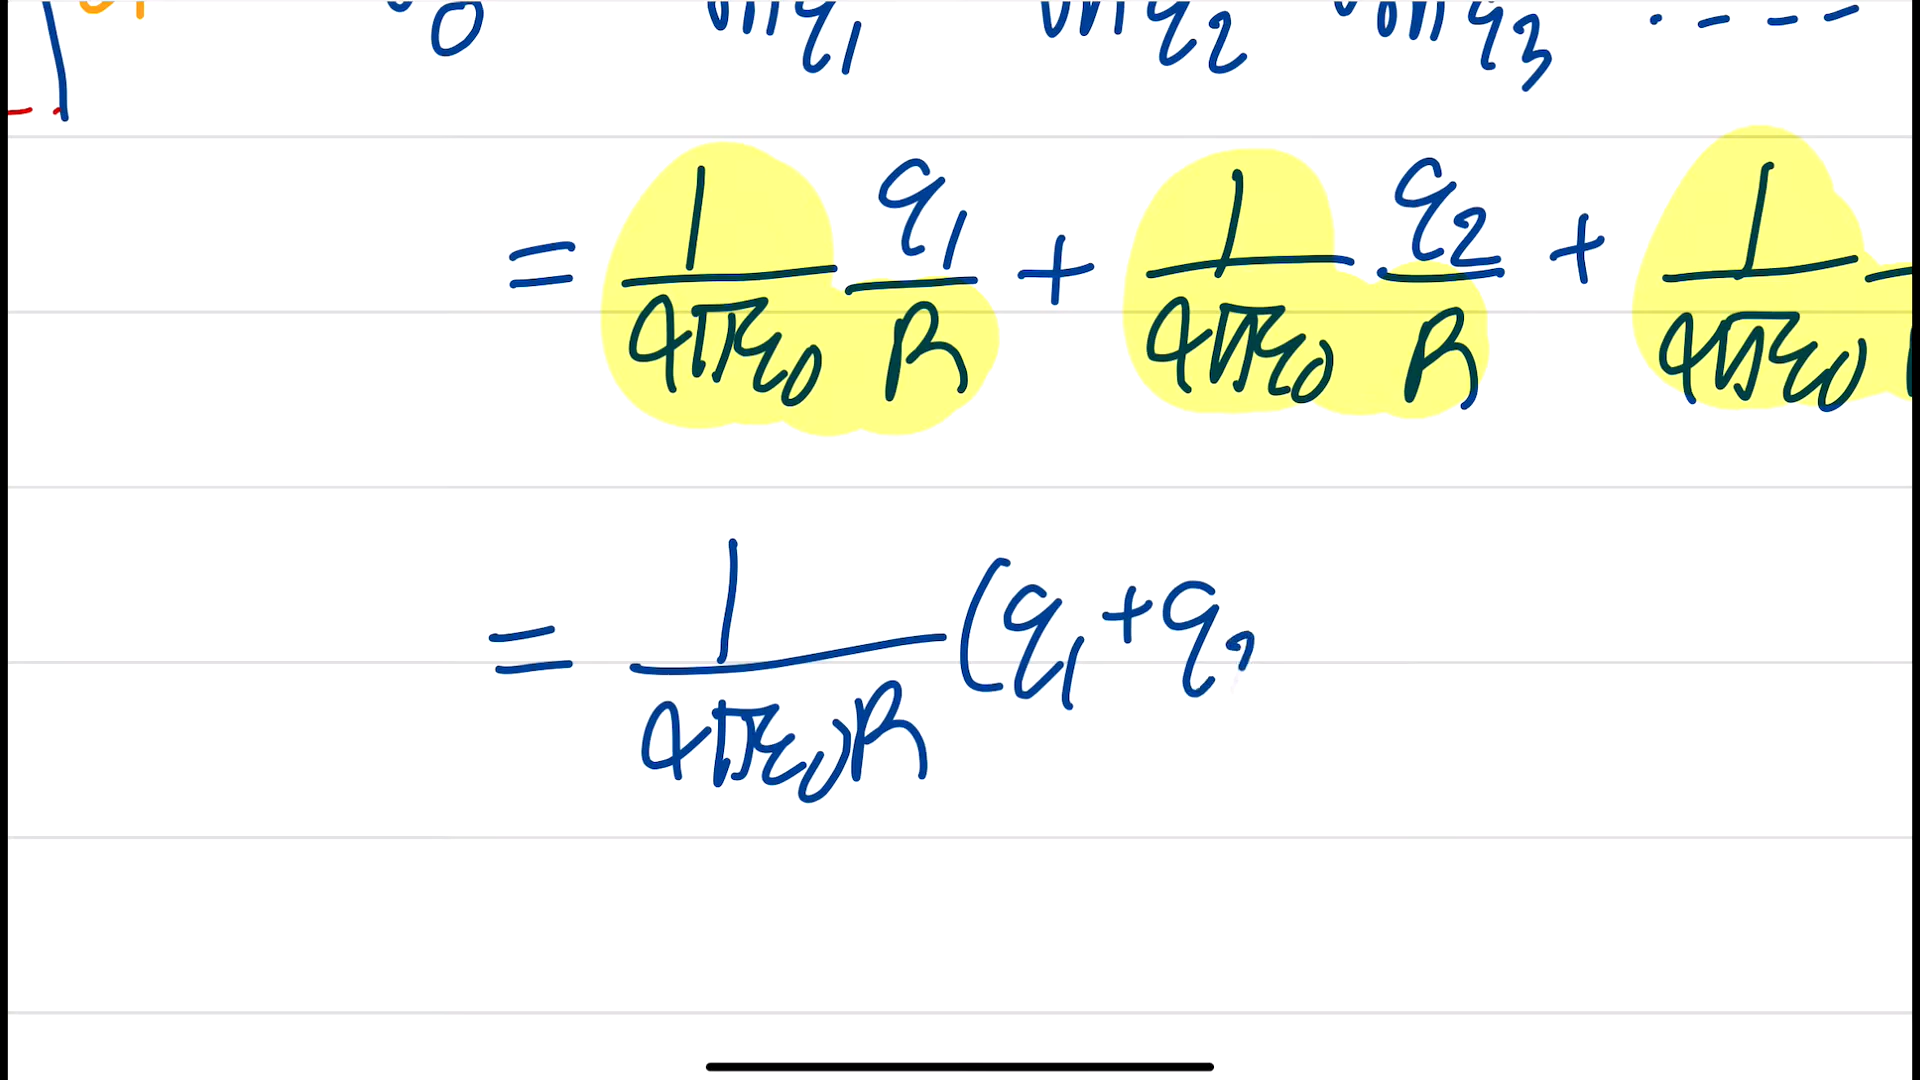 q₁ q₂ q₃ . - - -
= 1/4πε₀ q₁/R + 1/4πε₀ q₂/R + 1/4πε₀
= 1/4πε₀R (q₁ + q₂